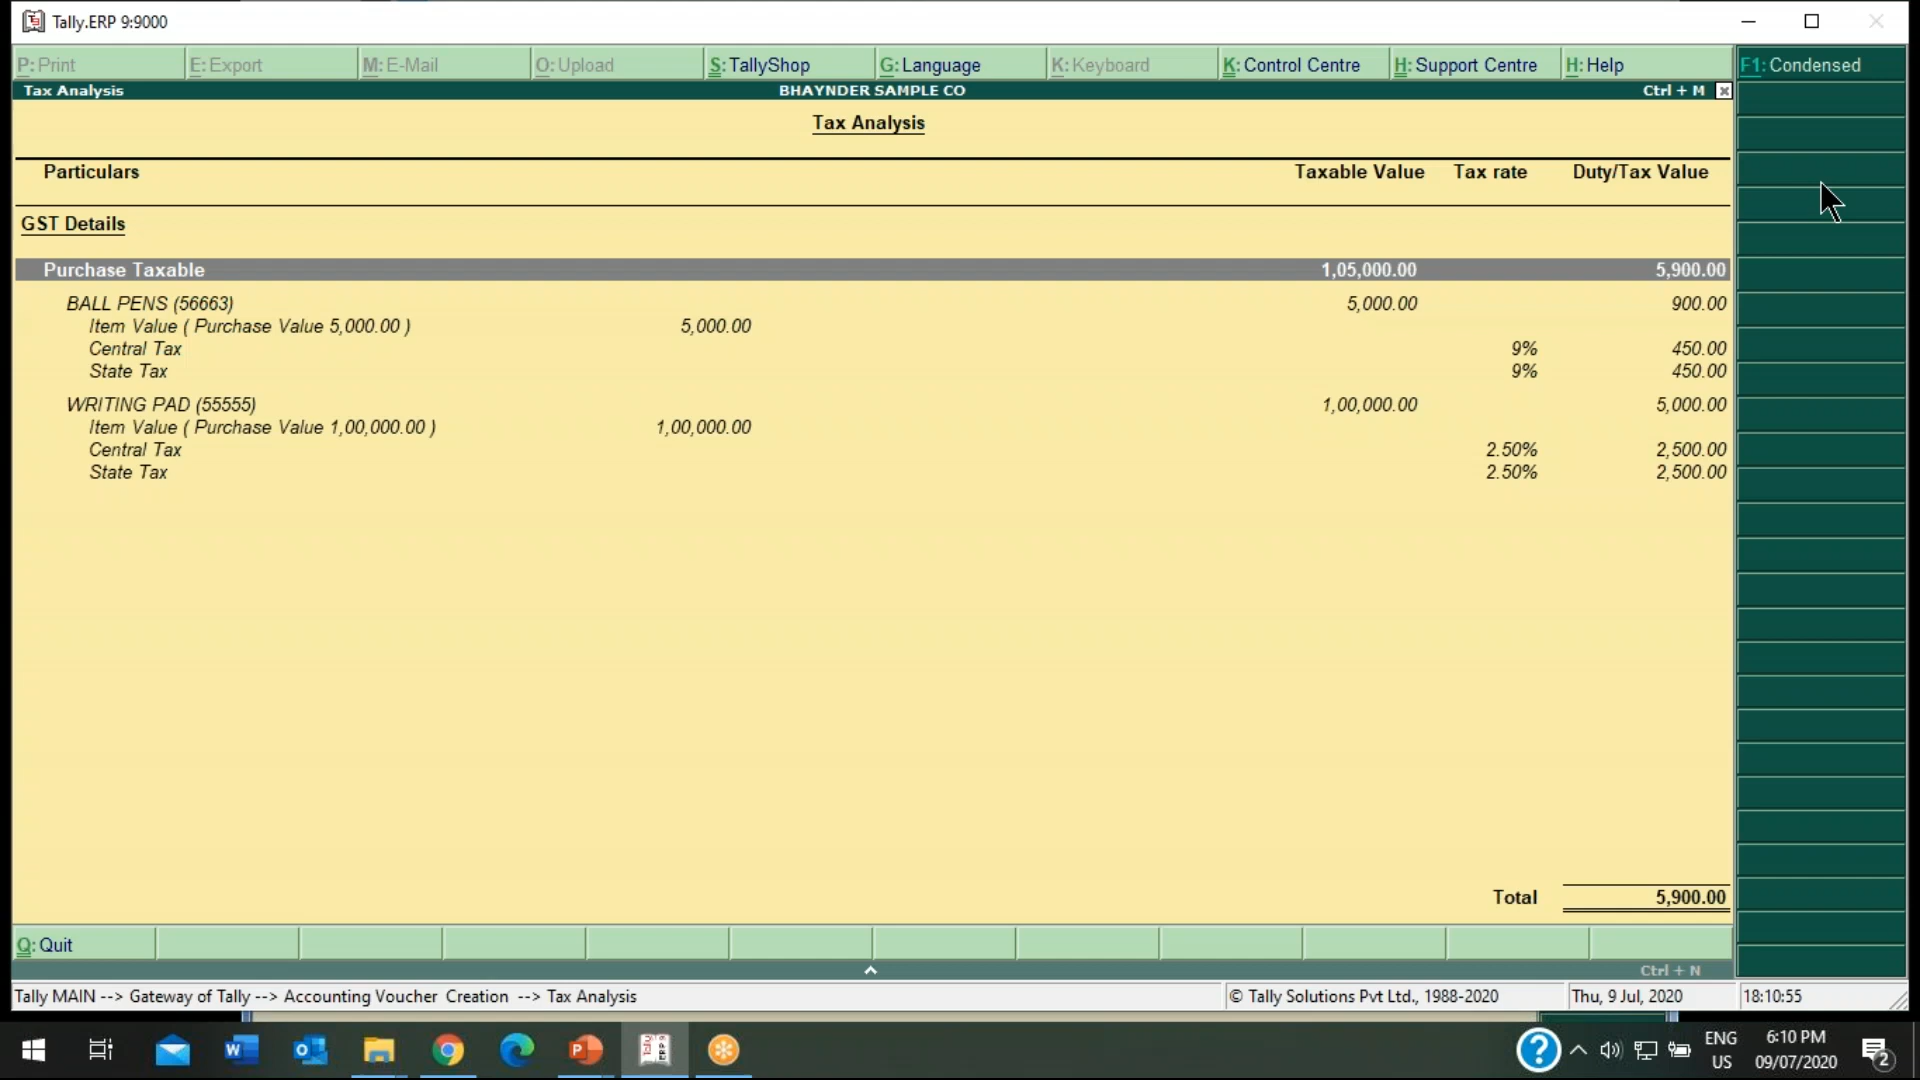 Tally.ERP 9:9000
P: Print E: Export M: E-Mail O: Upload S: TallyShop G: Language K: Keyboard K: Control Centre H: Support Centre H: Help F1: Condensed
Tax Analysis BHAYNDER SAMPLE CO Ctrl + M
Tax Analysis
Particulars Taxable Value Tax rate Duty/Tax Value
GST Details
Purchase Taxable 1,05,000.00 5,900.00
BALL PENS (56663) 5,000.00 900.00
Item Value ( Purchase Value 5,000.00 ) 5,000.00
Central Tax 9% 450.00
State Tax 9% 450.00
WRITING PAD (55555) 1,00,000.00 5,000.00
Item Value ( Purchase Value 1,00,000.00 ) 1,00,000.00
Central Tax 2.50% 2,500.00
State Tax 2.50% 2,500.00
Total 5,900.00
Q: Quit
Ctrl + N
Tally MAIN --> Gateway of Tally --> Accounting Voucher Creation --> Tax Analysis © Tally Solutions Pvt Ltd., 1988-2020 Thu, 9 Jul, 2020 18:10:55
ENG 6:10 PM
US 09/07/2020 2